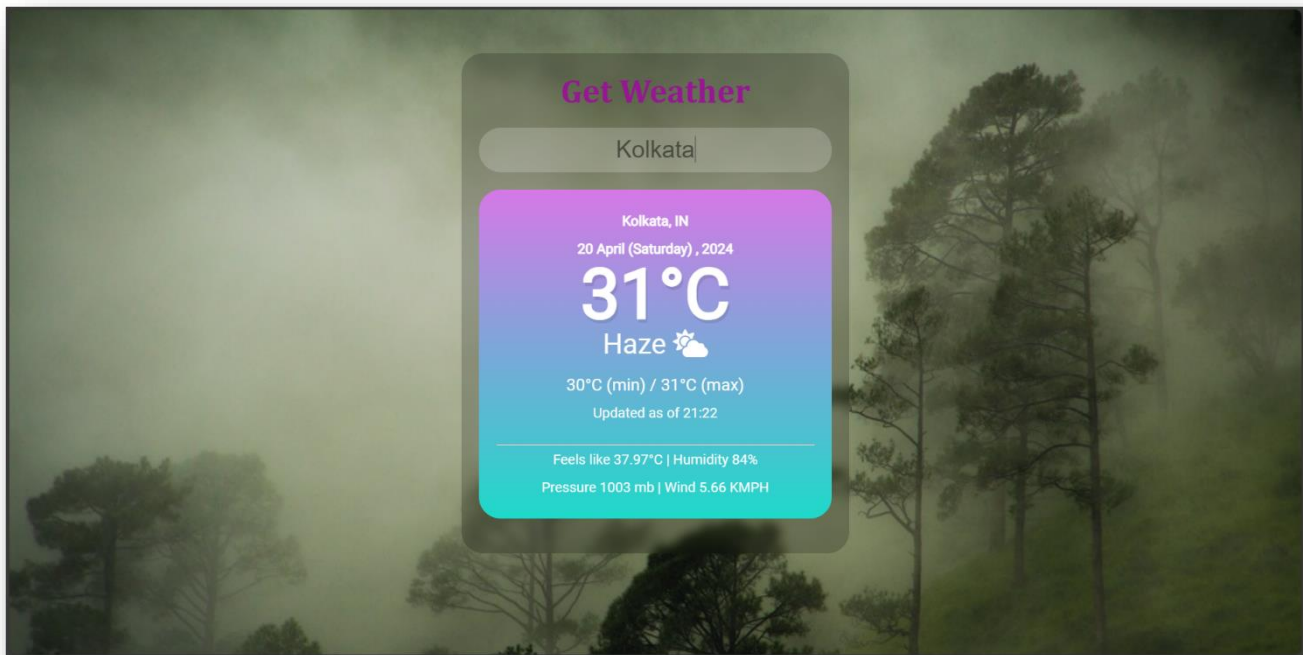 Get Weather
Kolkata
Kolkata, IN
20 April (Saturday) , 2024
31°C
Haze
30°C (min) / 31°C (max)
Updated as of 21:22
Feels like 37.97°C | Humidity 84%
Pressure 1003 mb | Wind 5.66 KMPH